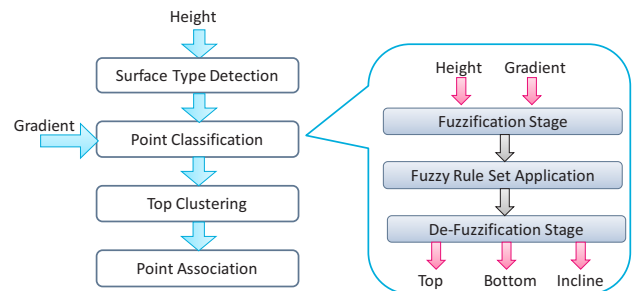 Height
Surface Type Detection
Gradient
Point Classification
Top Clustering
Point Association
Height Gradient
Fuzzification Stage
Fuzzy Rule Set Application
De-Fuzzification Stage
Top Bottom Incline